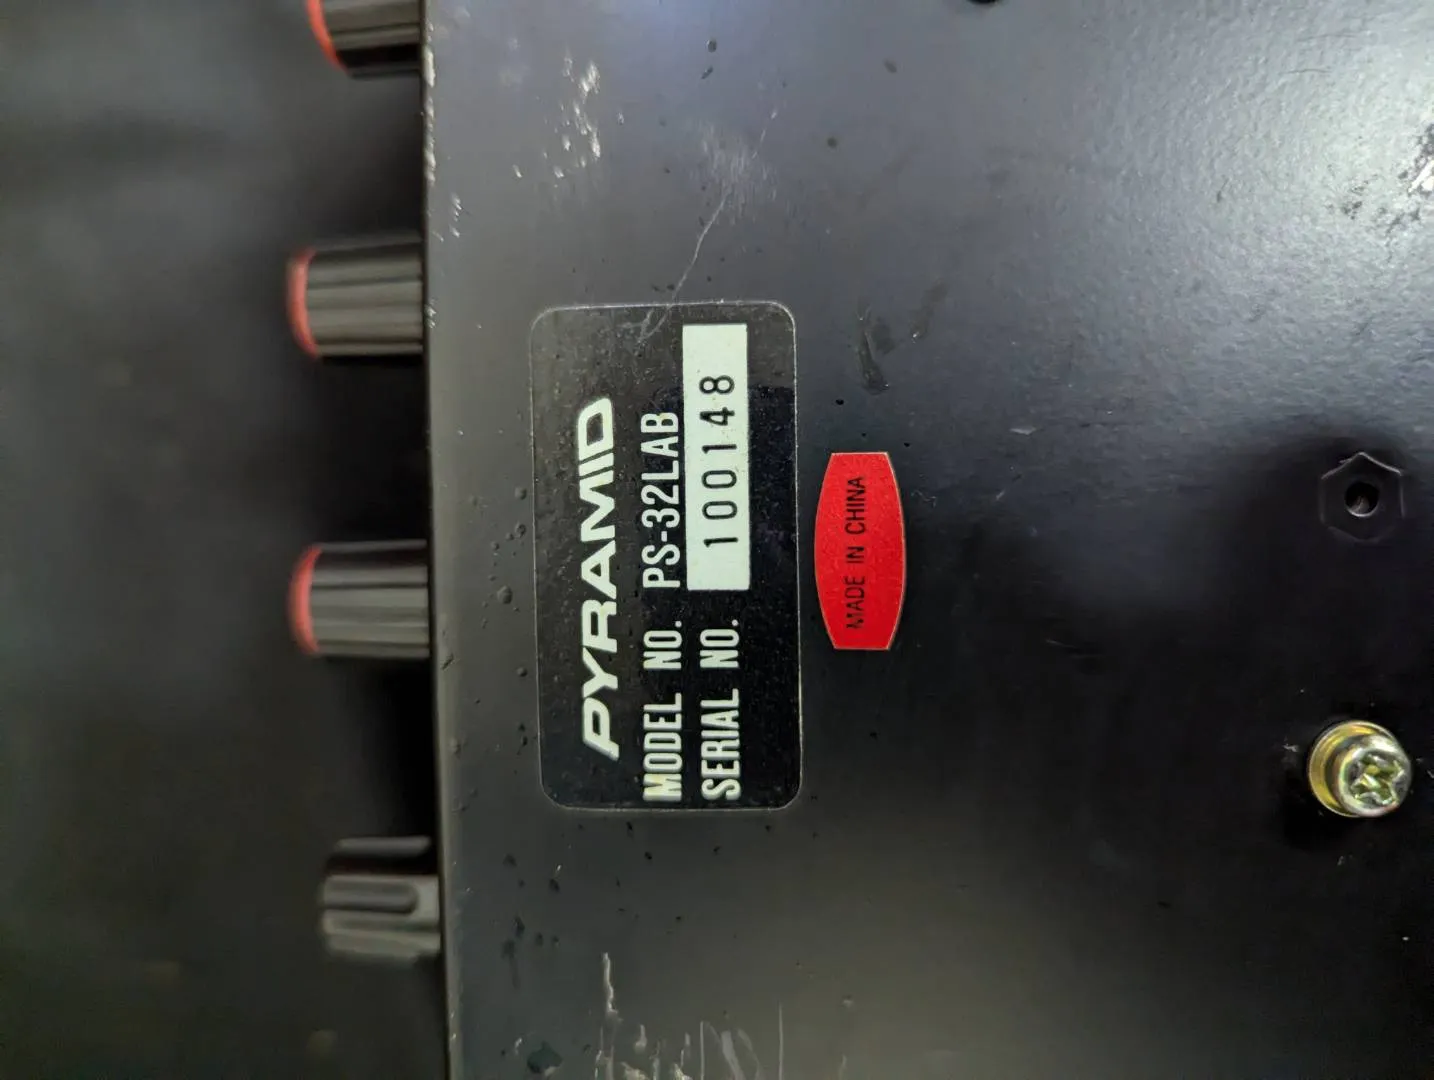 PYRAMID
MODEL NO. PS-32LAB
SERIAL NO. 100148
MADE IN CHINA